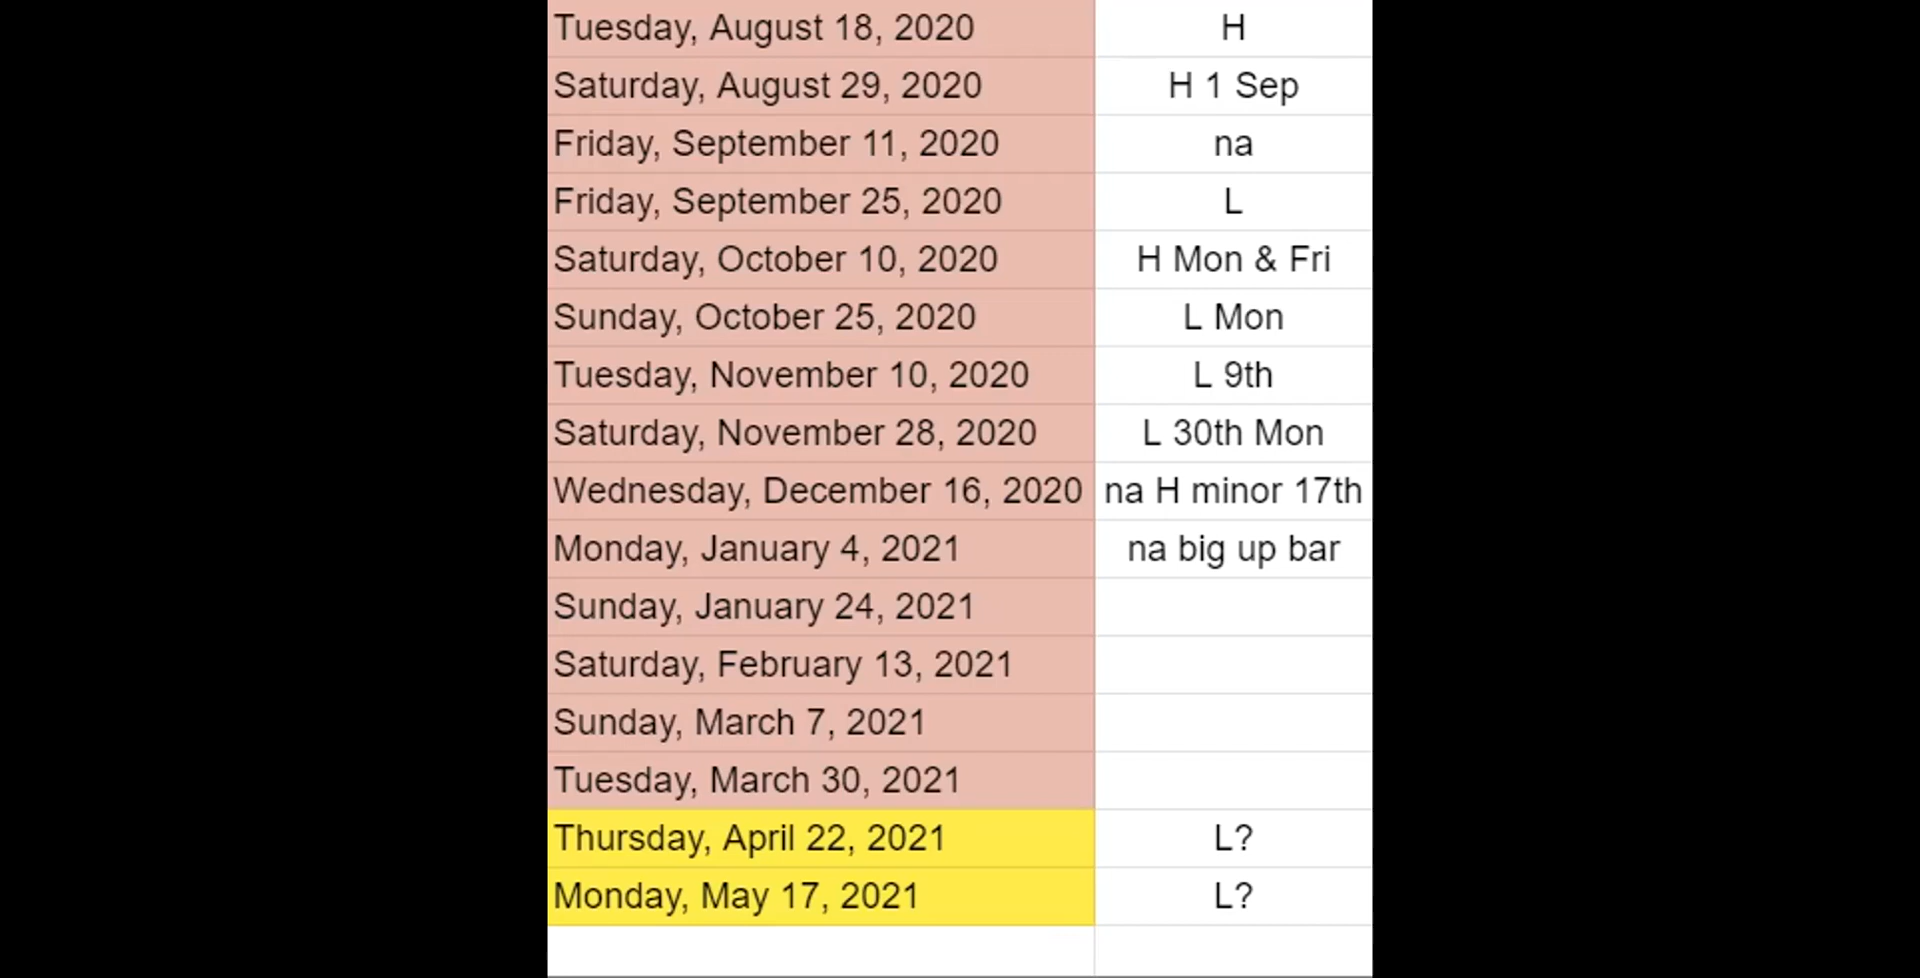 Tuesday, August 18, 2020 H
Saturday, August 29, 2020 H 1 Sep
Friday, September 11, 2020 na
Friday, September 25, 2020 L
Saturday, October 10, 2020 H Mon & Fri
Sunday, October 25, 2020 L Mon
Tuesday, November 10, 2020 L 9th
Saturday, November 28, 2020 L 30th Mon
Wednesday, December 16, 2020 na H minor 17th
Monday, January 4, 2021 na big up bar
Sunday, January 24, 2021
Saturday, February 13, 2021
Sunday, March 7, 2021
Tuesday, March 30, 2021
Thursday, April 22, 2021 L?
Monday, May 17, 2021 L?